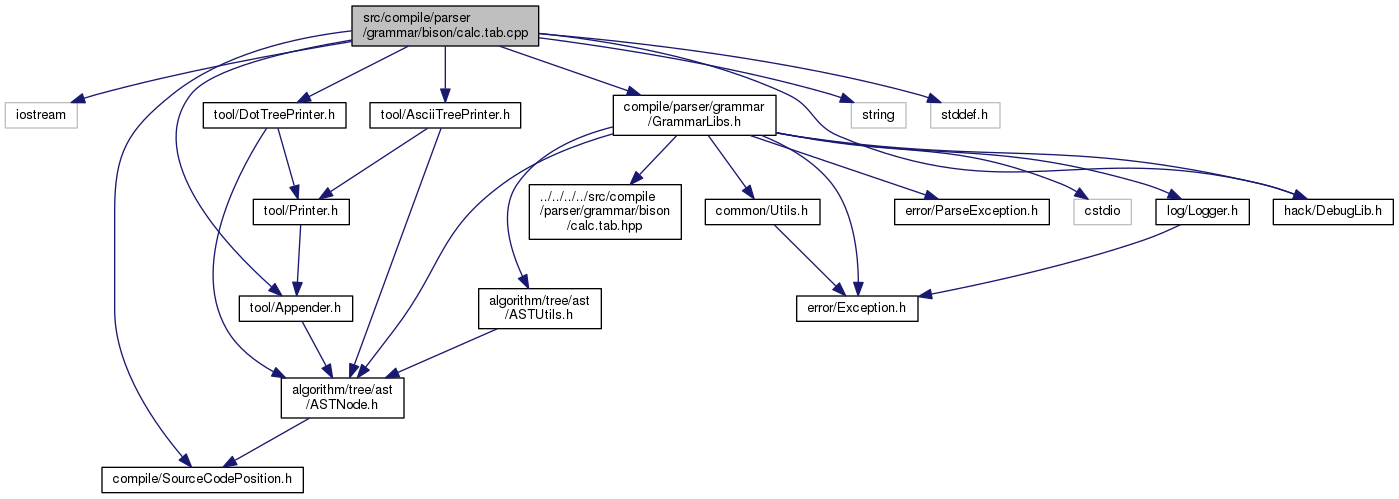 src/compile/parser
/grammar/bison/calc.tab.cpp
iostream
tool/DotTreePrinter.h
tool/AsciiTreePrinter.h
compile/parser/grammar
/GrammarLibs.h
string
stddef.h
tool/Printer.h
../../../../src/compile
/parser/grammar/bison
/calc.tab.hpp
common/Utils.h
error/ParseException.h
cstdio
log/Logger.h
hack/DebugLib.h
tool/Appender.h
algorithm/tree/ast
/ASTUtils.h
error/Exception.h
algorithm/tree/ast
/ASTNode.h
compile/SourceCodePosition.h